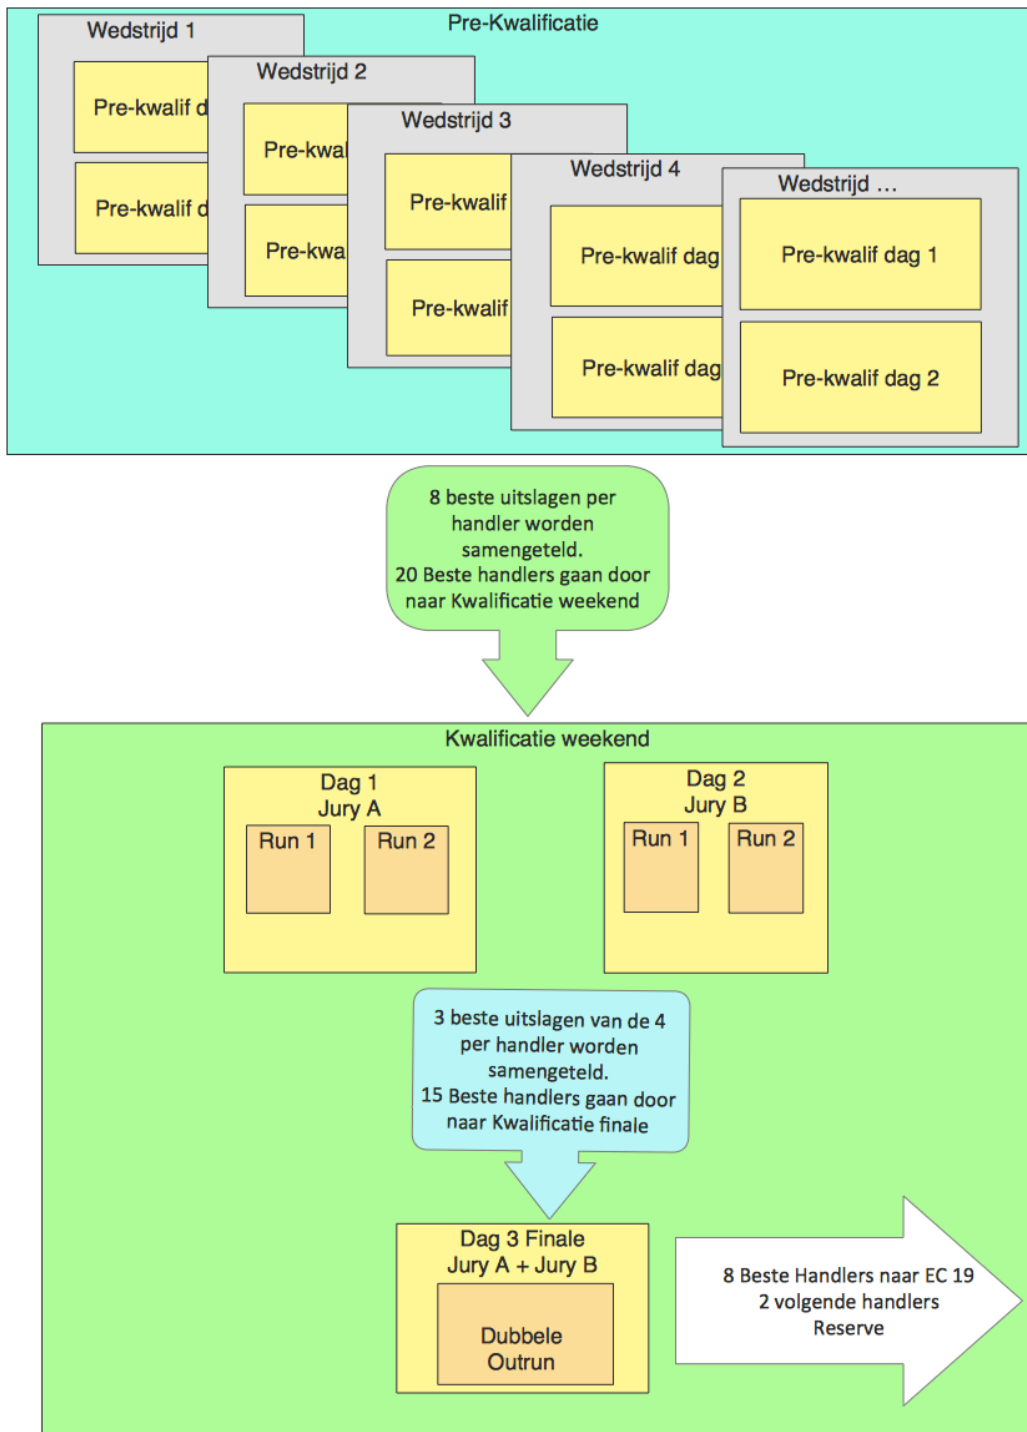 Pre-Kwalificatie
Wedstrijd 1
Pre-kwalif d
Pre-kwalif d
Wedstrijd 2
Pre-kwal
Pre-kwa
Wedstrijd 3
Pre-kwalif
Pre-kwalif
Wedstrijd 4
Pre-kwalif dag
Pre-kwalif dag
Wedstrijd ...
Pre-kwalif dag 1
Pre-kwalif dag 2
8 beste uitslagen per
handler worden
samengeteld.
20 Beste handlers gaan door
naar Kwalificatie weekend
Kwalificatie weekend
Dag 1
Jury A
Run 1
Run 2
Dag 2
Jury B
Run 1
Run 2
3 beste uitslagen van de 4
per handler worden
samengeteld.
15 Beste handlers gaan door
naar Kwalificatie finale
Dag 3 Finale
Jury A + Jury B
Dubbele
Outrun
8 Beste Handlers naar EC 19
2 volgende handlers
Reserve